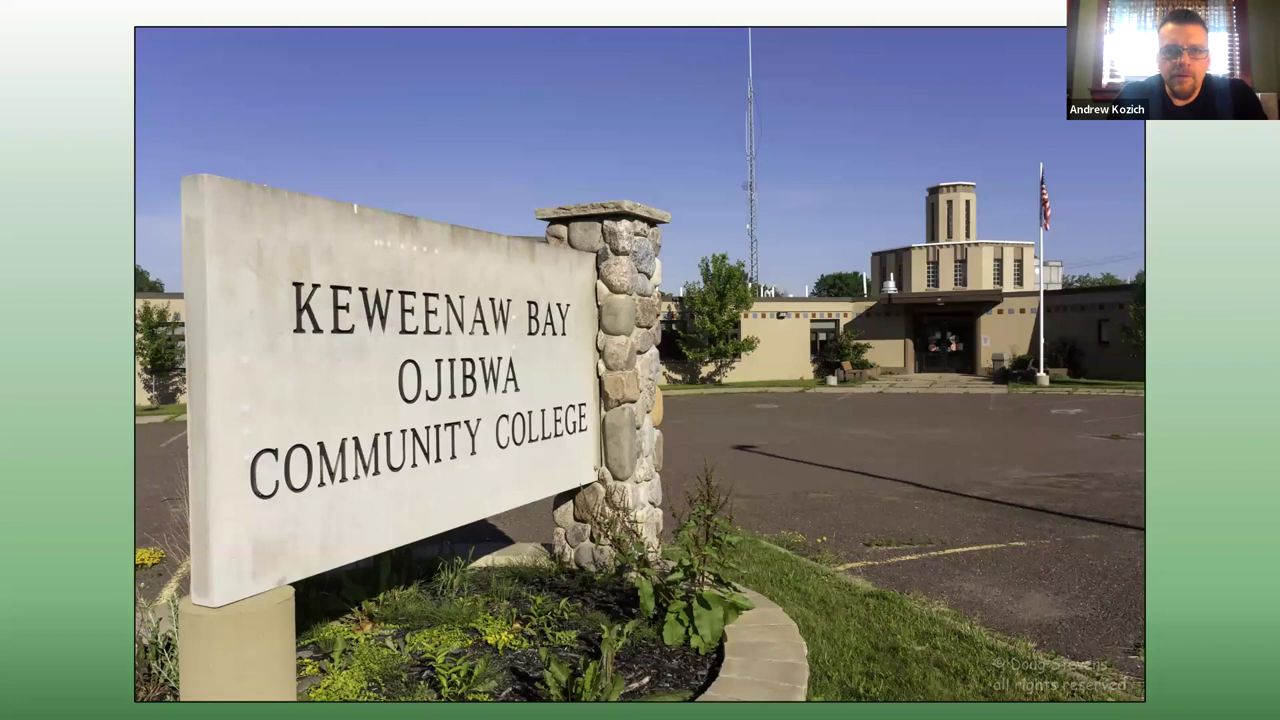 Andrew Kozich
KEWEENAW BAY
OJIBWA
COMMUNITY COLLEGE
© Doug Stevens
all rights reserved